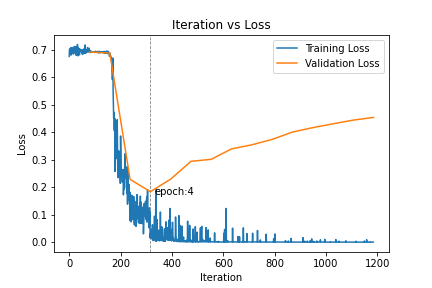 Iteration vs Loss
Training Loss
Validation Loss
0.7
0.6
0.5
0.4
0.3
0.2
0.1
0.0
Loss
epoch:4
0 200 400 600 800 1000 1200
Iteration